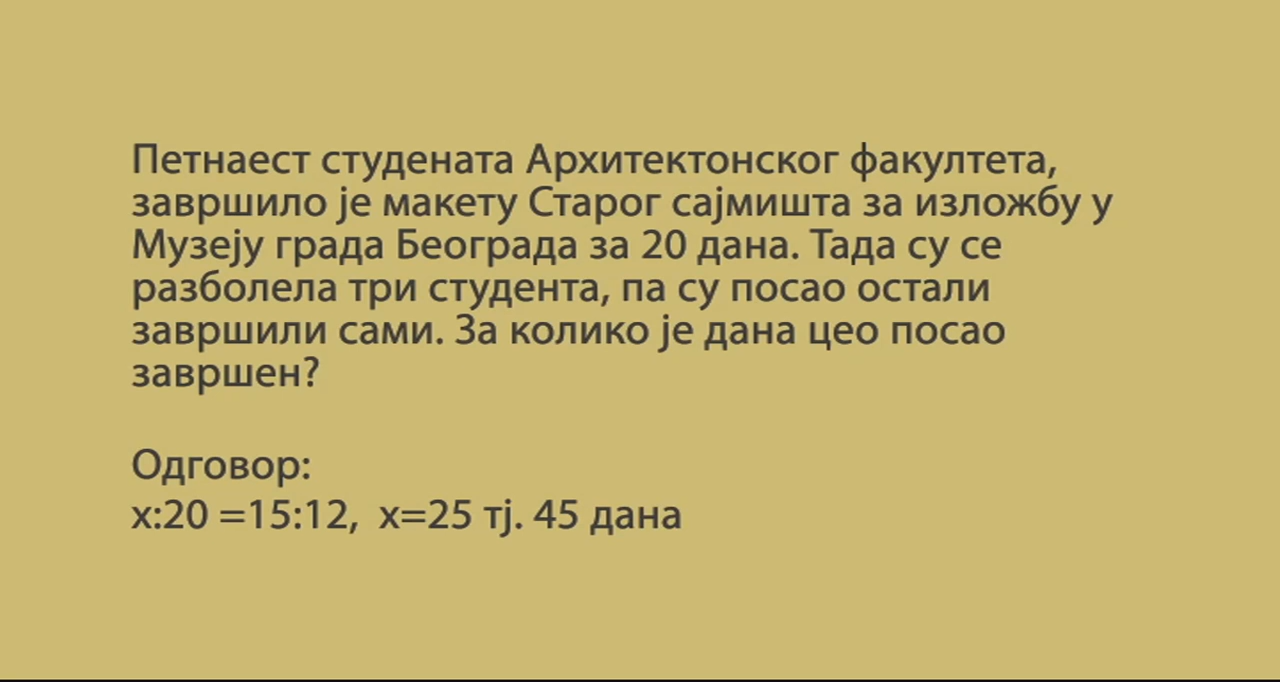 Петнаест студената Архитектонског факултета,
завршило је макету Старог сајмишта за изложбу у
Музеју града Београда за 20 дана. Тада су се
разболела три студента, па су посао остали
завршили сами. За колико је дана цео посао
завршен?
Одговор:
x:20 =15:12,  x=25 тј. 45 дана